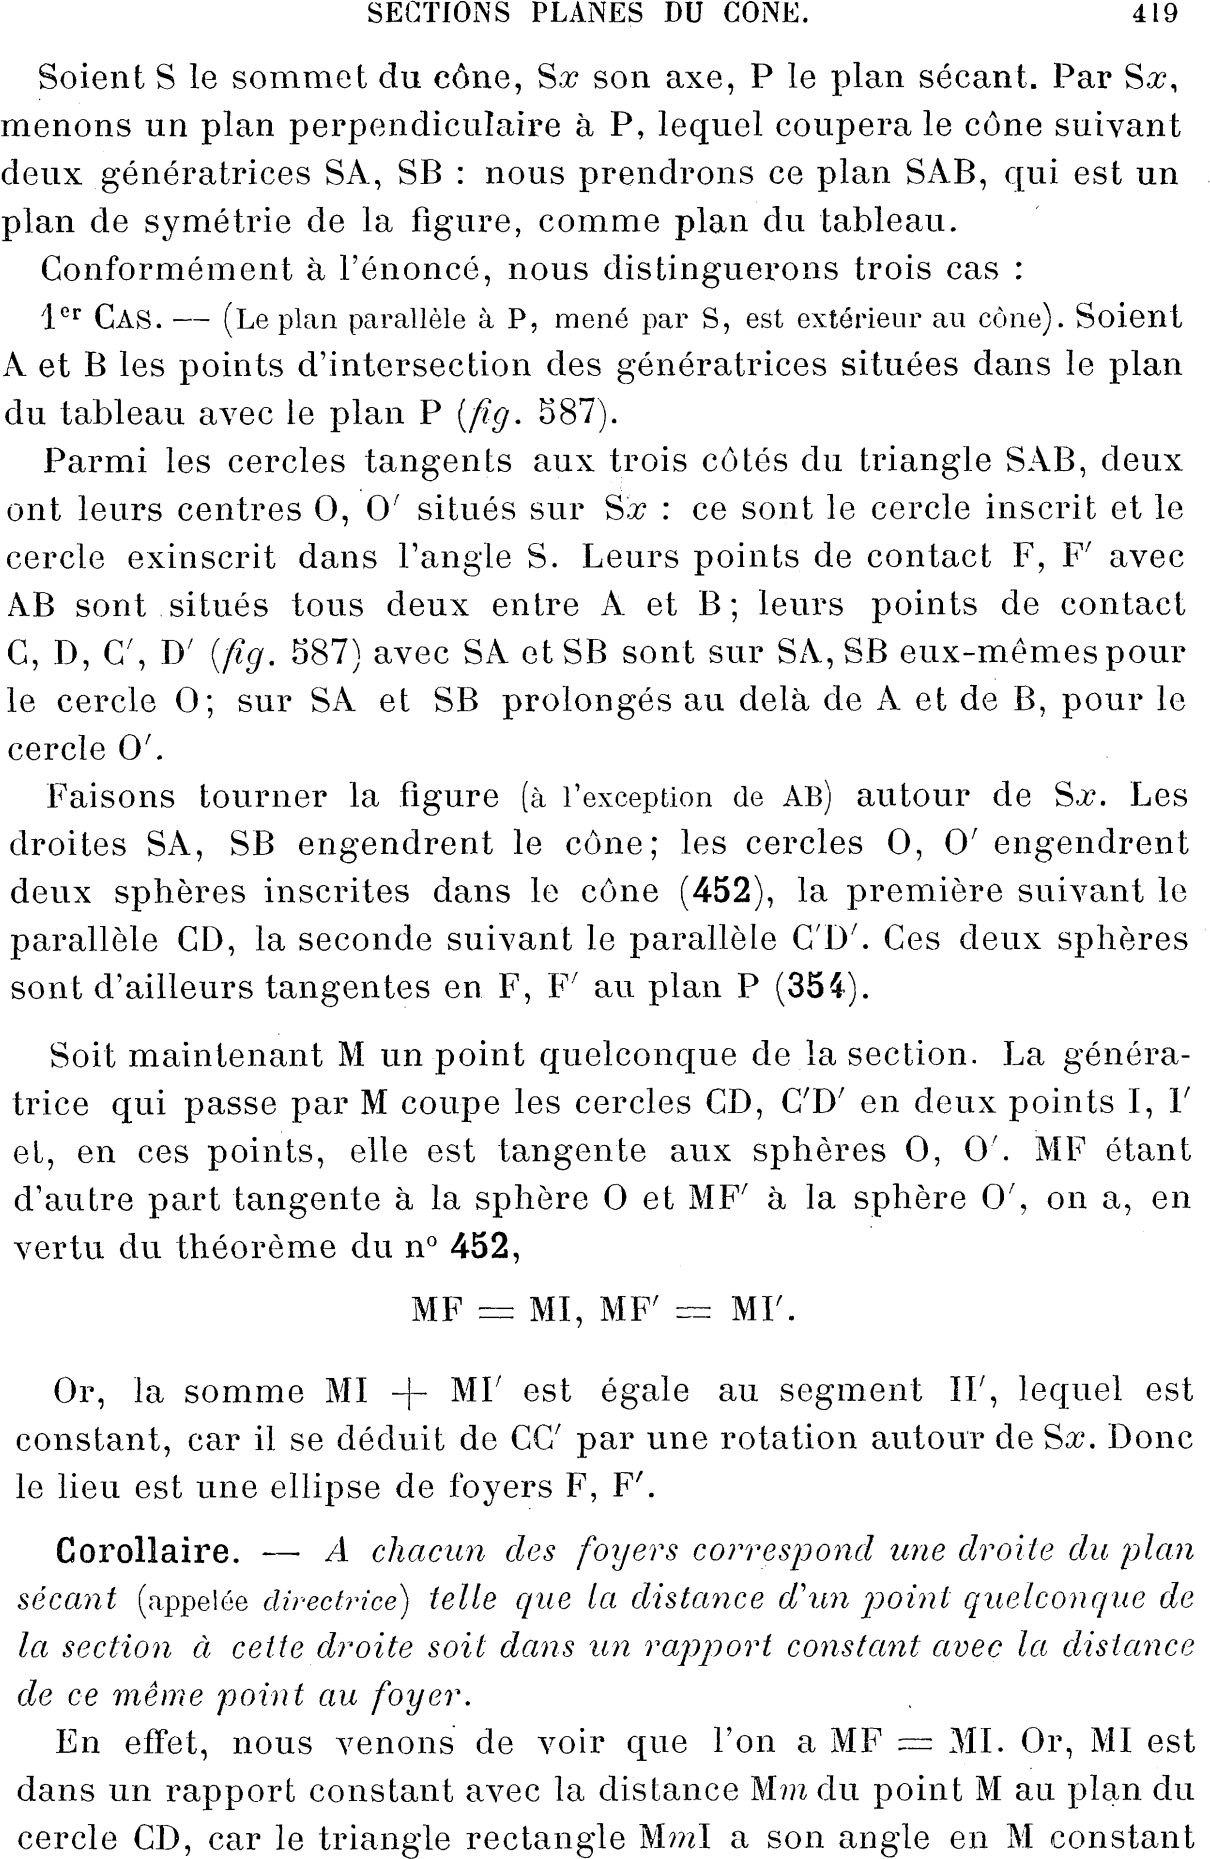 SECTIONS PLANES DU CONE. 419
Soient S le sommet du cône, Sx son axe, P le plan sécant. Par Sx,
menons un plan perpendiculaire à P, lequel coupera le cône suivant
deux génératrices SA, SB : nous prendrons ce plan SAB, qui est un
plan de symétrie de la figure, comme plan du tableau.
Conformément à l'énoncé, nous distinguerons trois cas :
1er CAS. — (Le plan parallèle à P, mené par S, est extérieur au cône). Soient
A et B les points d'intersection des génératrices situées dans le plan
du tableau avec le plan P (fig. 587).
Parmi les cercles tangents aux trois côtés du triangle SAB, deux
ont leurs centres O, O′ situés sur Sx : ce sont le cercle inscrit et le
cercle exinscrit dans l'angle S. Leurs points de contact F, F′ avec
AB sont situés tous deux entre A et B; leurs points de contact
C, D, C′, D′ (fig. 587) avec SA et SB sont sur SA, SB eux-mêmes pour
le cercle O; sur SA et SB prolongés au delà de A et de B, pour le
cercle O′.
Faisons tourner la figure (à l'exception de AB) autour de Sx. Les
droites SA, SB engendrent le cône; les cercles O, O′ engendrent
deux sphères inscrites dans le cône (452), la première suivant le
parallèle CD, la seconde suivant le parallèle C′D′. Ces deux sphères
sont d'ailleurs tangentes en F, F′ au plan P (354).
Soit maintenant M un point quelconque de la section. La généra-
trice qui passe par M coupe les cercles CD, C′D′ en deux points I, I′
et, en ces points, elle est tangente aux sphères O, O′. MF étant
d'autre part tangente à la sphère O et MF′ à la sphère O′, on a, en
vertu du théorème du nº 452,
MF = MI, MF′ = MI′.
Or, la somme MI + MI′ est égale au segment II′, lequel est
constant, car il se déduit de CC′ par une rotation autour de Sx. Donc
le lieu est une ellipse de foyers F, F′.
Corollaire. — A chacun des foyers correspond une droite du plan
sécant (appelée directrice) telle que la distance d'un point quelconque de
la section à cette droite soit dans un rapport constant avec la distance
de ce même point au foyer.
En effet, nous venons de voir que l'on a MF = MI. Or, MI est
dans un rapport constant avec la distance Mm du point M au plan du
cercle CD, car le triangle rectangle MmI a son angle en M constant